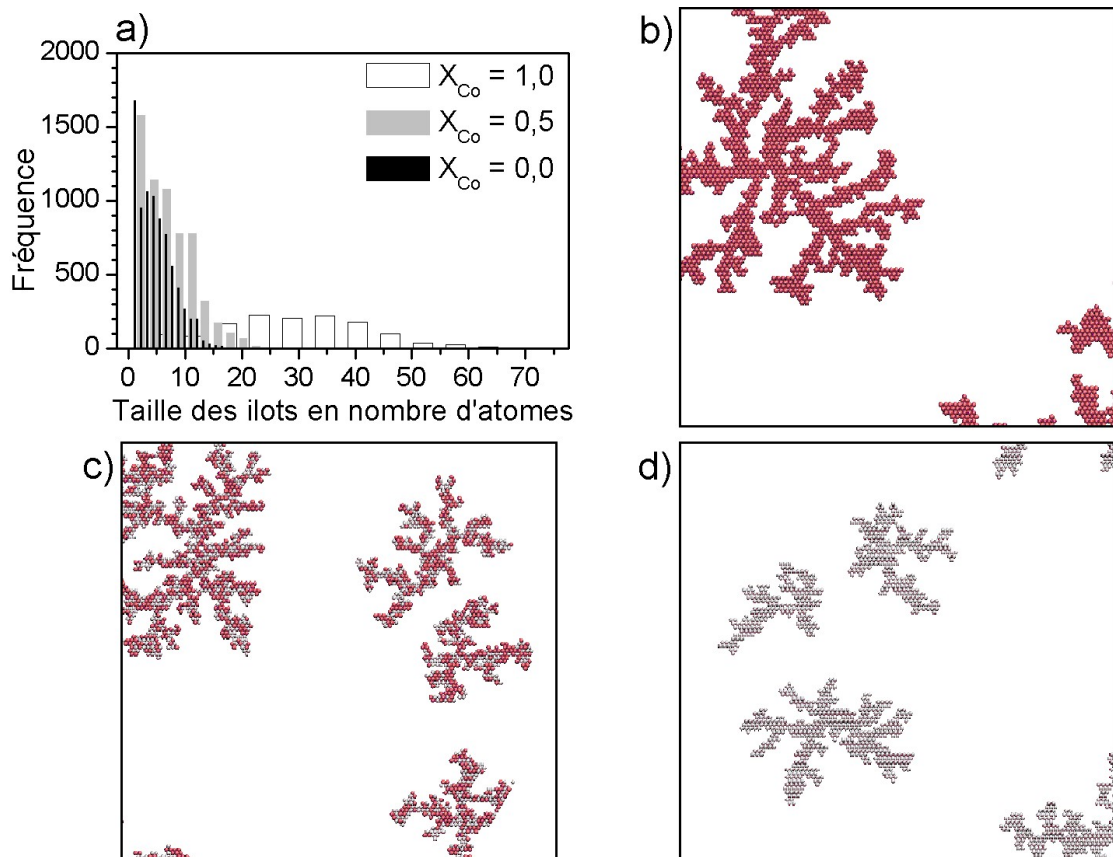 a)
2000
1500
1000
500
0
Fréquence
X_Co = 1,0
X_Co = 0,5
X_Co = 0,0
0 10 20 30 40 50 60 70
Taille des ilots en nombre d'atomes
b)
c)
d)